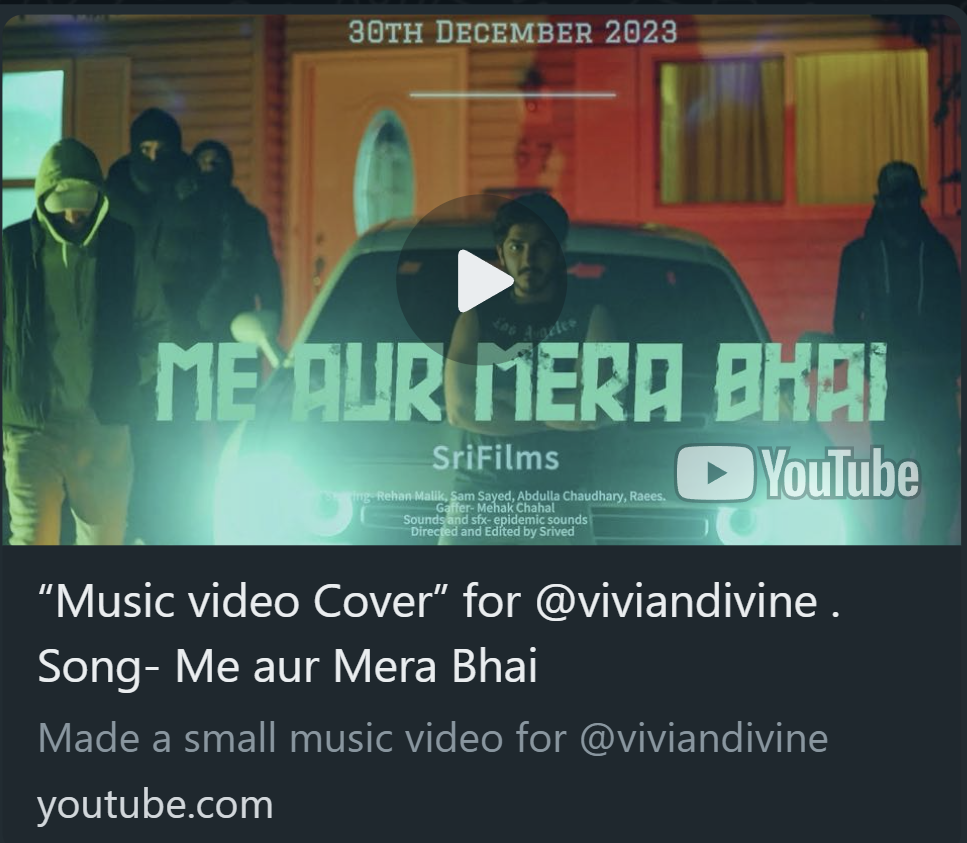 30TH DECEMBER 2023
Los Angeles
ME AUR MERA BHAI
SriFilms
YouTube
Rehan Malik, Sam Sayed, Abdulla Chaudhary, Raees.
Gaffer- Mehak Chahal
Sounds and sfx- epidemic sounds
Directed and Edited by Srived
“Music video Cover” for @viviandivine .
Song- Me aur Mera Bhai
Made a small music video for @viviandivine
youtube.com